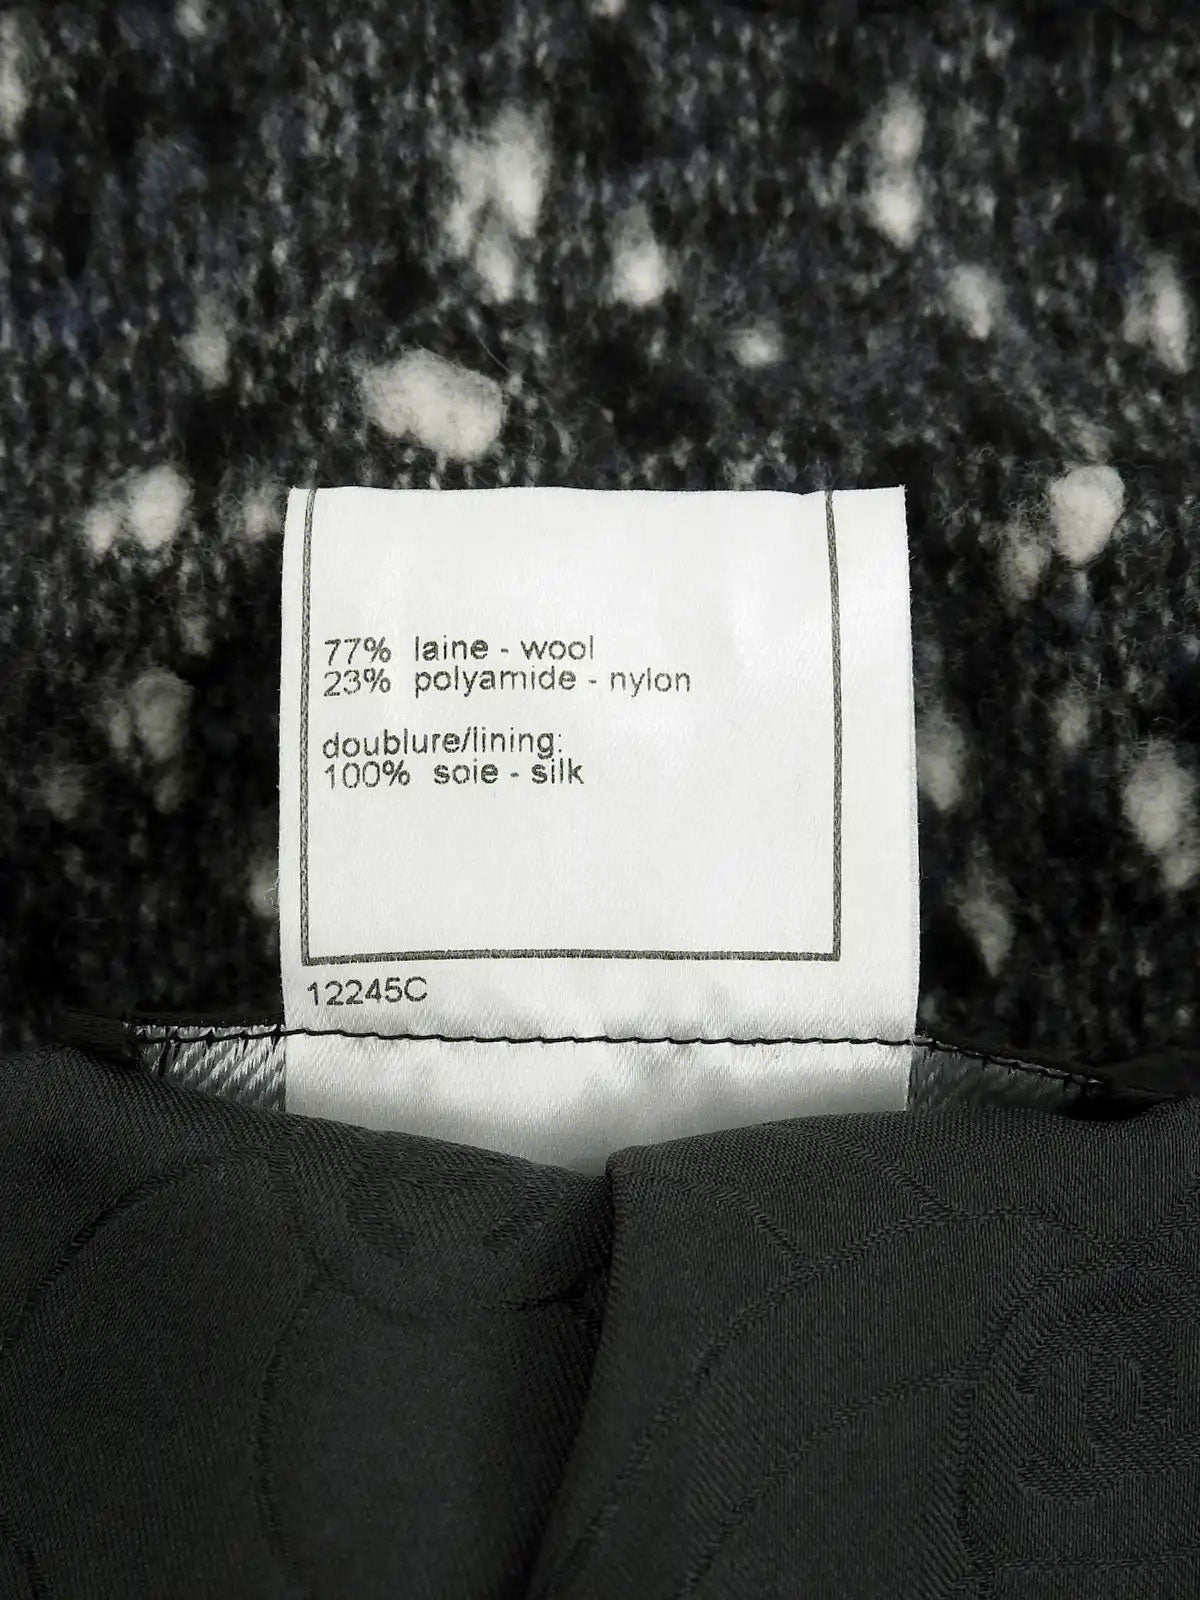 77% laine - wool
23% polyamide - nylon
doublure/lining:
100% soie - silk
12245C